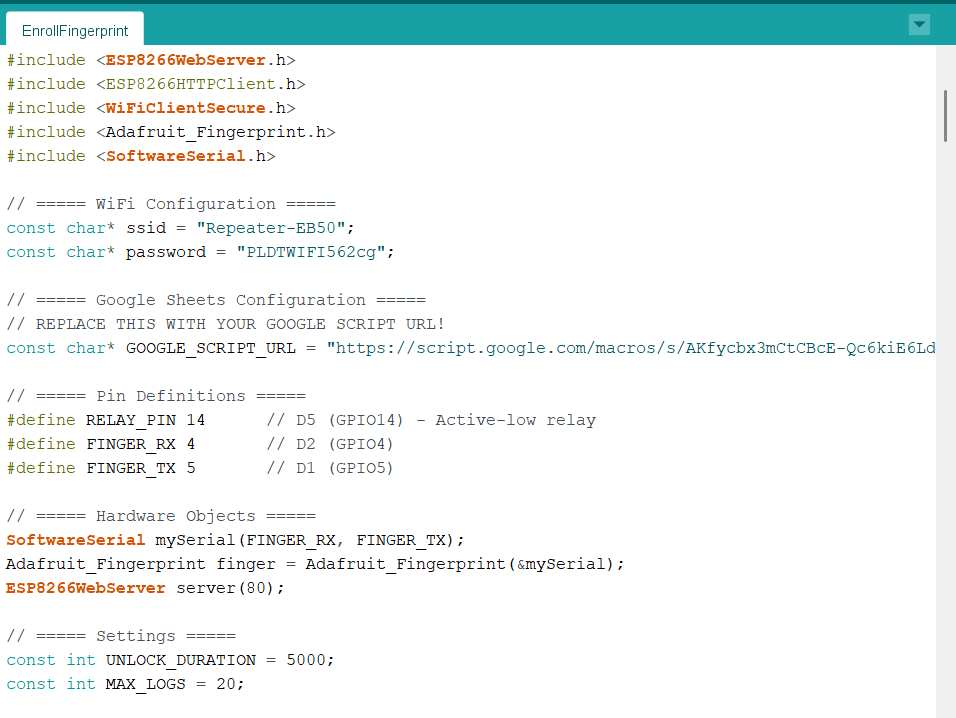 EnrollFingerprint
#include <ESP8266WebServer.h>
#include <ESP8266HTTPClient.h>
#include <WiFiClientSecure.h>
#include <Adafruit_Fingerprint.h>
#include <SoftwareSerial.h>
// ===== WiFi Configuration =====
const char* ssid = "Repeater-EB50";
const char* password = "PLDTWIFI562cg";
// ===== Google Sheets Configuration =====
// REPLACE THIS WITH YOUR GOOGLE SCRIPT URL!
const char* GOOGLE_SCRIPT_URL = "https://script.google.com/macros/s/AKfycbx3mCtCBcE-Qc6kiE6Ld
// ===== Pin Definitions =====
#define RELAY_PIN 14      // D5 (GPIO14) - Active-low relay
#define FINGER_RX 4       // D2 (GPIO4)
#define FINGER_TX 5       // D1 (GPIO5)
// ===== Hardware Objects =====
SoftwareSerial mySerial(FINGER_RX, FINGER_TX);
Adafruit_Fingerprint finger = Adafruit_Fingerprint(&mySerial);
ESP8266WebServer server(80);
// ===== Settings =====
const int UNLOCK_DURATION = 5000;
const int MAX_LOGS = 20;